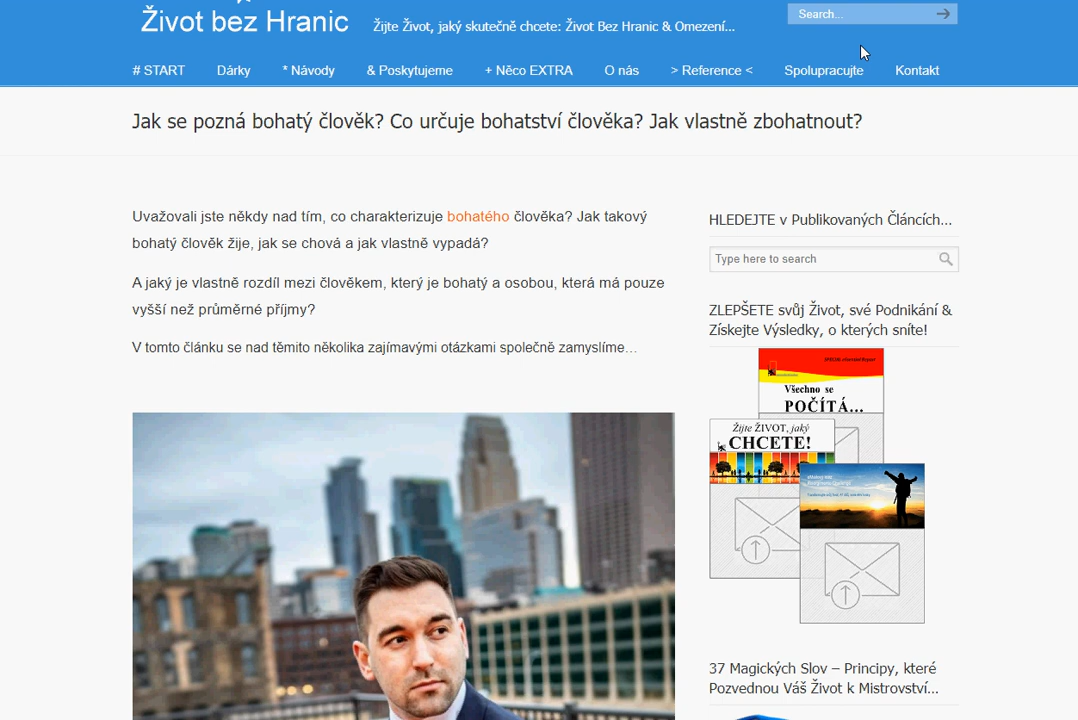 Život bez Hranic
Žijte Život, jaký skutečně chcete: Život Bez Hranic & Omezení...
Search...
# START
Dárky
* Návody
& Poskytujeme
+ Něco EXTRA
O nás
> Reference <
Spolupracujte
Kontakt
Jak se pozná bohatý člověk? Co určuje bohatství člověka? Jak vlastně zbohatnout?
Uvažovali jste někdy nad tím, co charakterizuje bohatého člověka? Jak takový
bohatý člověk žije, jak se chová a jak vlastně vypadá?
A jaký je vlastně rozdíl mezi člověkem, který je bohatý a osobou, která má pouze
vyšší než průměrné příjmy?
V tomto článku se nad těmito několika zajímavými otázkami společně zamyslíme…
HLEDEJTE v Publikovaných Článcích…
Type here to search
ZLEPŠETE svůj Život, své Podnikání &
Získejte Výsledky, o kterých sníte!
Všechno se
POČÍTÁ...
Žijte ŽIVOT, jaký
CHCETE!
37 Magických Slov – Principy, které
Pozvednou Váš Život k Mistrovství…